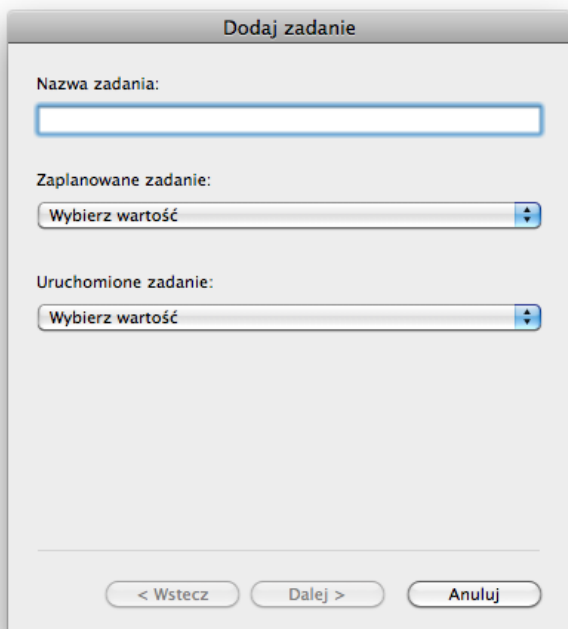 Dodaj zadanie
Nazwa zadania:
Zaplanowane zadanie:
Wybierz wartość
Uruchomione zadanie:
Wybierz wartość
< Wstecz Dalej > Anuluj